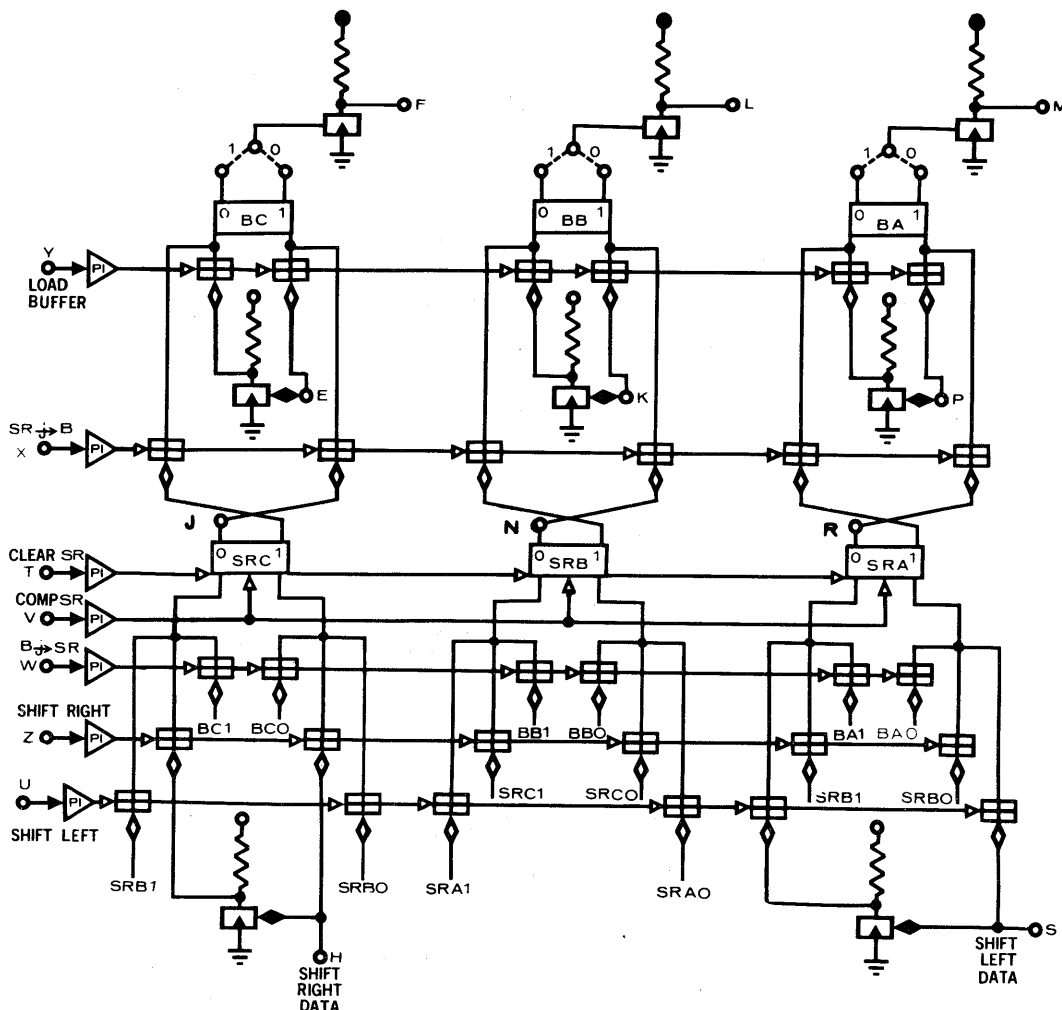 F
L
M
1 0
1 0
1 0
0 1
BC
0 1
BB
0 1
BA
Y
PI
LOAD
BUFFER
E
K
P
SR j→ B
X
PI
J
N
R
0 1
SRC
0 1
SRB
0 1
SRA
CLEAR SR
T
PI
COMP SR
V
PI
B j→ SR
W
PI
BC1
BC0
BB1
BB0
BA1
BA0
SHIFT RIGHT
Z
PI
SRC1
SRC0
SRB1
SRB0
U
PI
SHIFT LEFT
SRB1
SRB0
SRA1
SRA0
H
SHIFT
RIGHT
DATA
S
SHIFT
LEFT
DATA